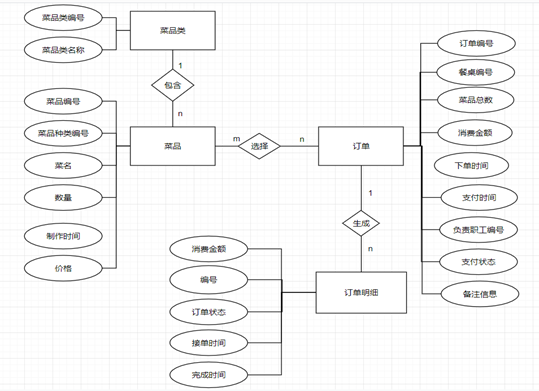 菜品类编号
菜品类名称
菜品类
1
包含
n
菜品编号
菜品种类编号
菜名
数量
制作时间
价格
菜品
m
选择
n
订单
订单编号
餐桌编号
菜品总数
消费金额
下单时间
支付时间
负责职工编号
支付状态
备注信息
1
生成
n
订单明细
消费金额
编号
订单状态
接单时间
完成时间